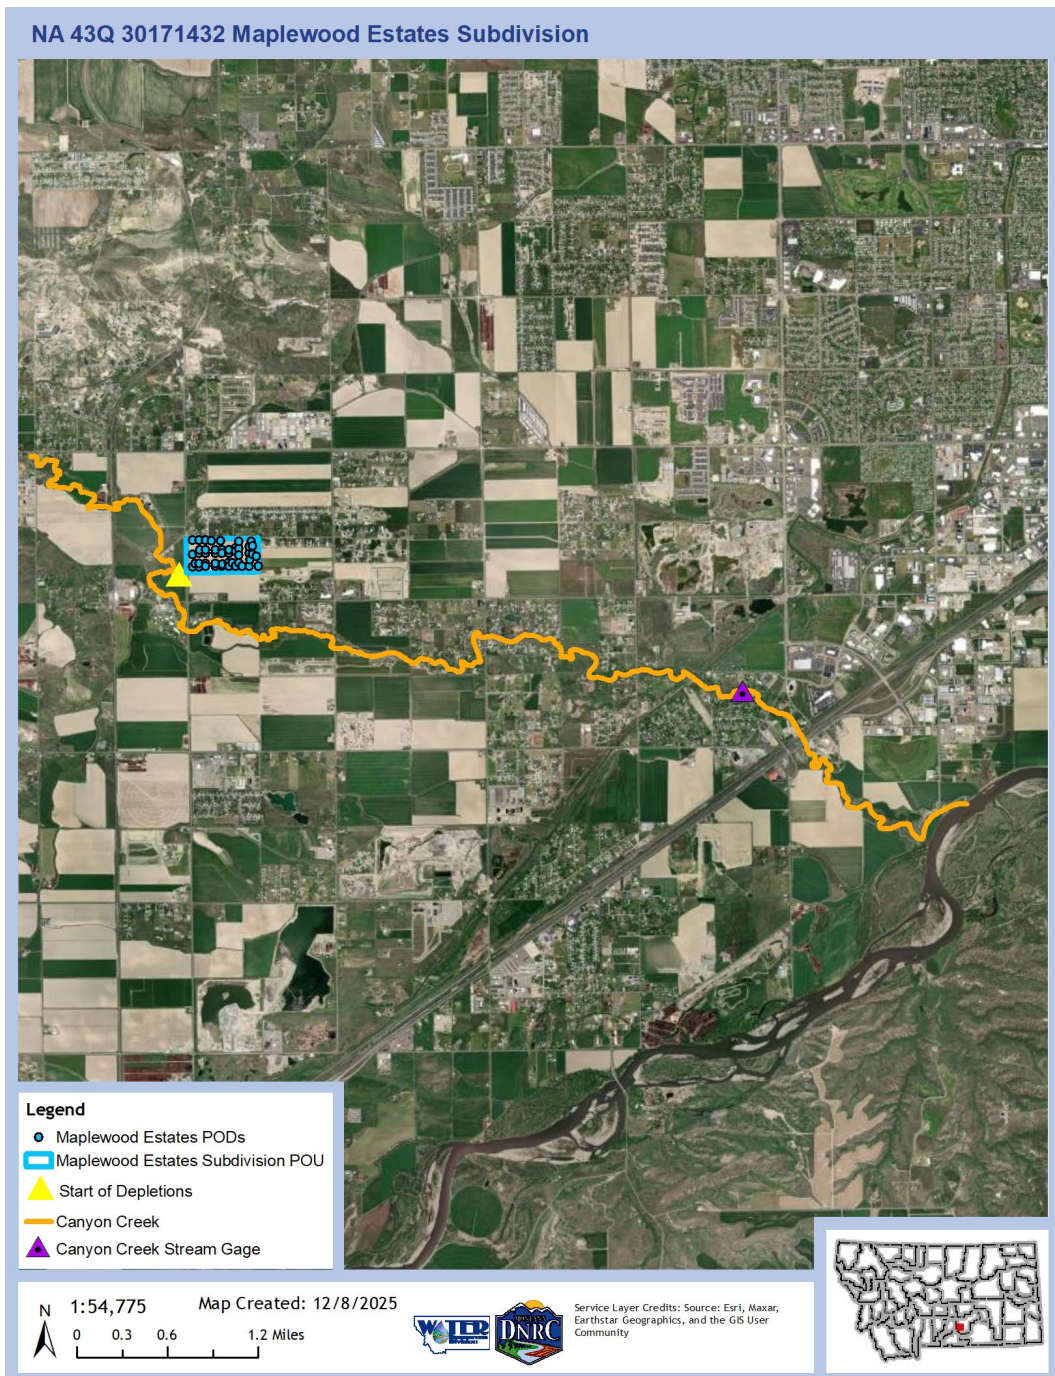 NA 43Q 30171432 Maplewood Estates Subdivision
Legend
Maplewood Estates PODs
Maplewood Estates Subdivision POU
Start of Depletions
Canyon Creek
Canyon Creek Stream Gage
N
1:54,775
Map Created: 12/8/2025
0 0.3 0.6 1.2 Miles
WATER
MONTANA
DNRC
Service Layer Credits: Source: Esri, Maxar,
Earthstar Geographics, and the GIS User
Community